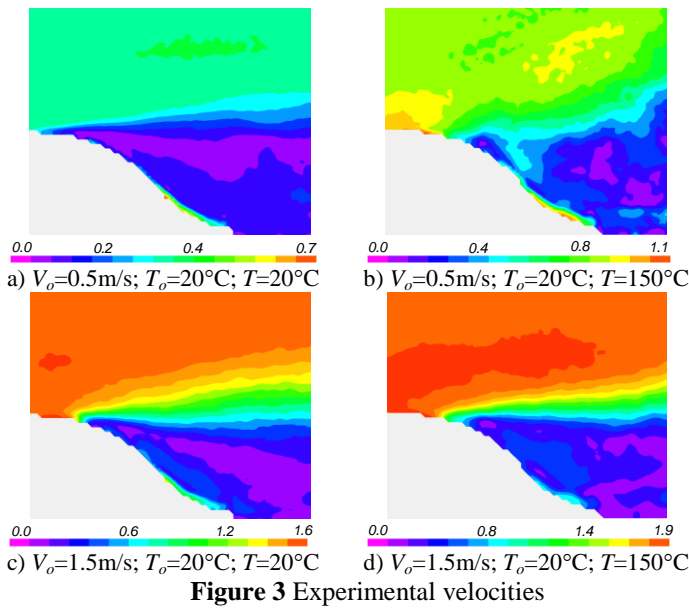 0.0 0.2 0.4 0.7
0.0 0.4 0.8 1.1
a) Vo=0.5m/s; To=20°C; T=20°C
b) Vo=0.5m/s; To=20°C; T=150°C
0.0 0.6 1.2 1.6
0.0 0.8 1.4 1.9
c) Vo=1.5m/s; To=20°C; T=20°C
d) Vo=1.5m/s; To=20°C; T=150°C
Figure 3 Experimental velocities